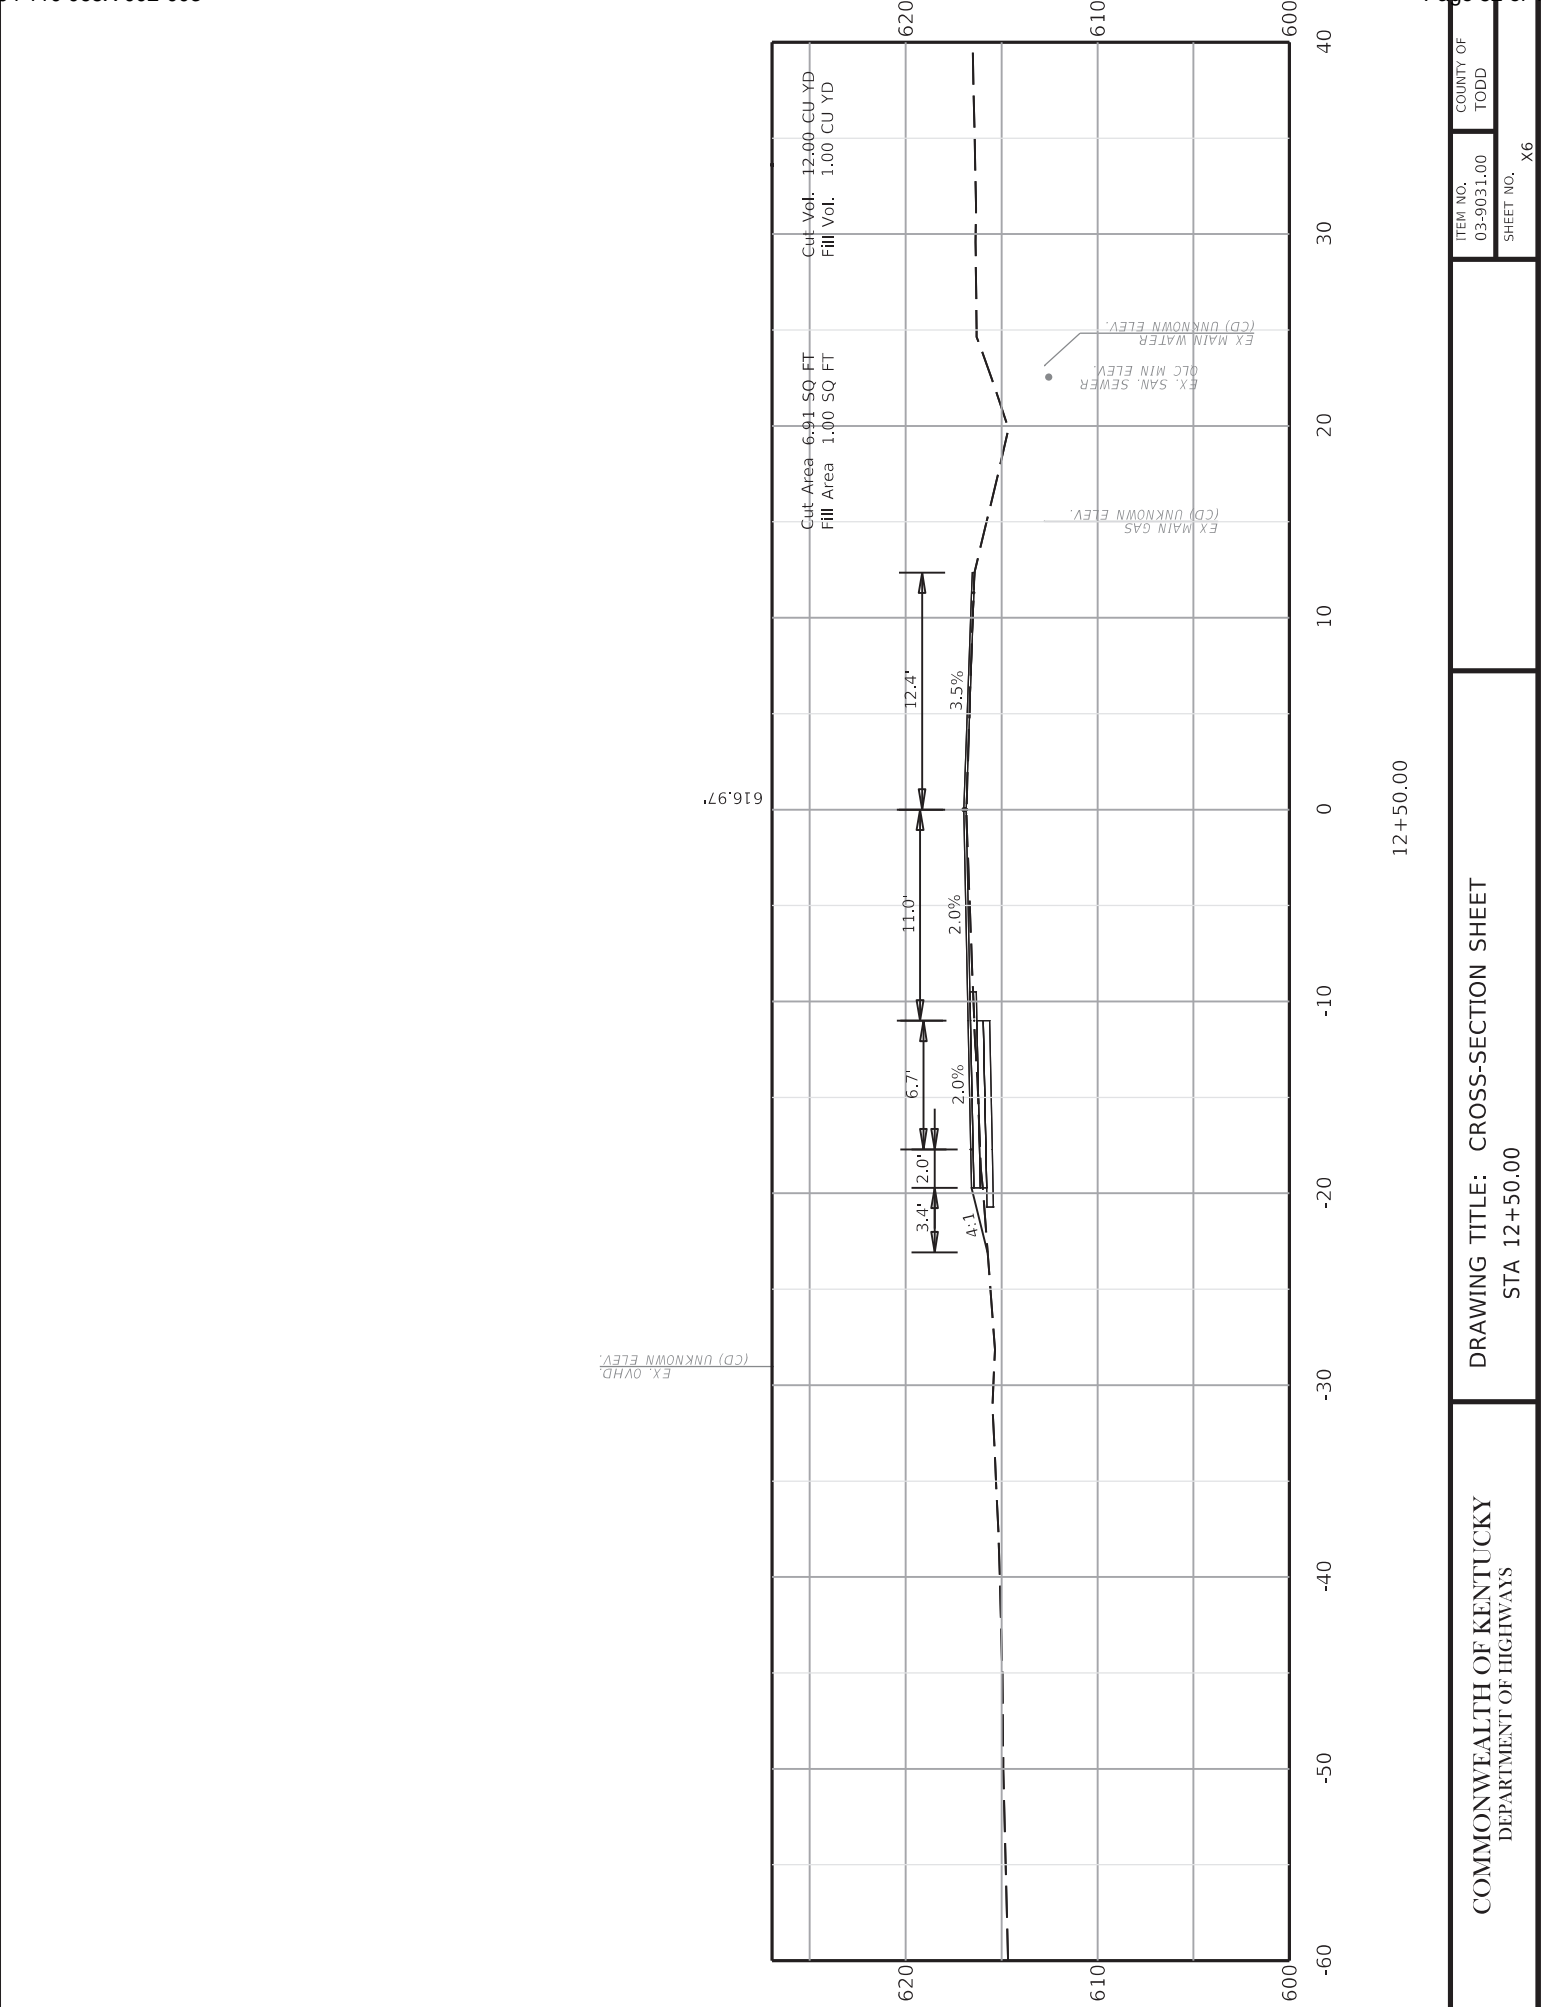 620
610
600
620
610
600
-60
-50
-40
-30
-20
-10
0
10
20
30
40
12+50.00
616.97'
Cut Area 6.91 SQ FT
Fill Area 1.00 SQ FT
Cut Vol. 12.00 CU YD
Fill Vol. 1.00 CU YD
3.4'
2.0'
6.7'
11.0'
12.4'
4:1
2.0%
2.0%
3.5%
EX. OVHD.
(CD) UNKNOWN ELEV.
EX MAIN GAS
(CD) UNKNOWN ELEV.
EX. SAN. SEWER
QLC MIN ELEV.
EX MAIN WATER
(CD) UNKNOWN ELEV.
COMMONWEALTH OF KENTUCKY
DEPARTMENT OF HIGHWAYS
DRAWING TITLE: CROSS-SECTION SHEET
STA 12+50.00
ITEM NO.
03-9031.00
COUNTY OF
TODD
SHEET NO.
X6